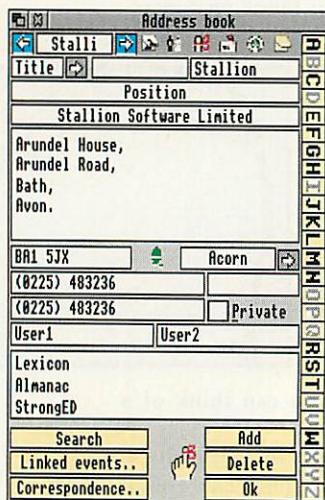 Address book
Stalli
Title Stallion
Position
Stallion Software Limited
Arundel House,
Arundel Road,
Bath,
Avon.
BA1 5JX Acorn
(0225) 483236
(0225) 483236 Private
User1 User2
Lexicon
Almanac
StrongED
Search Add
Linked events.. Delete
Correspondence.. Ok
A
B
C
D
E
F
G
H
I
J
K
L
M
N
O
P
Q
R
S
T
U
V
W
X
Y
Z